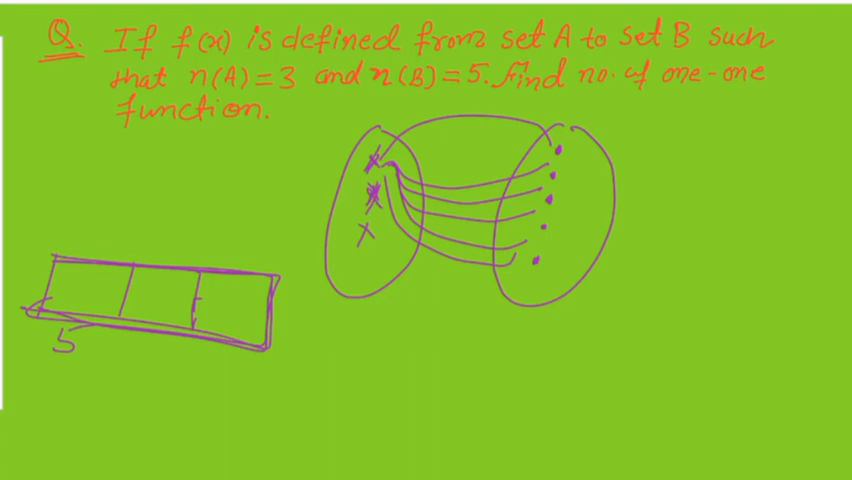 Q. If f(x) is defined from set A to set B such
that n(A)=3 and n(B)=5. Find no. of one-one
function.
5